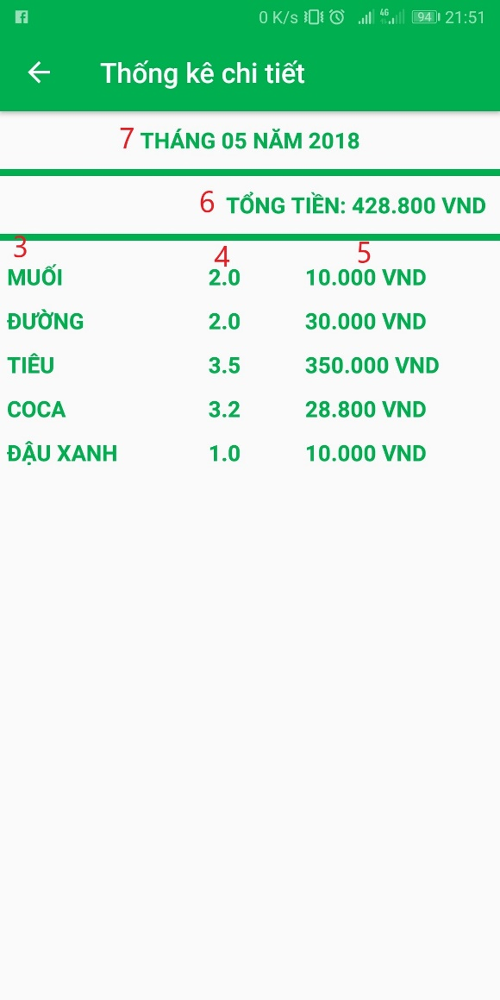 0 K/s 4G 94 21:51
Thống kê chi tiết
7 THÁNG 05 NĂM 2018
6 TỔNG TIỀN: 428.800 VND
3 4 5
MUỐI 2.0 10.000 VND
ĐƯỜNG 2.0 30.000 VND
TIÊU 3.5 350.000 VND
COCA 3.2 28.800 VND
ĐẬU XANH 1.0 10.000 VND